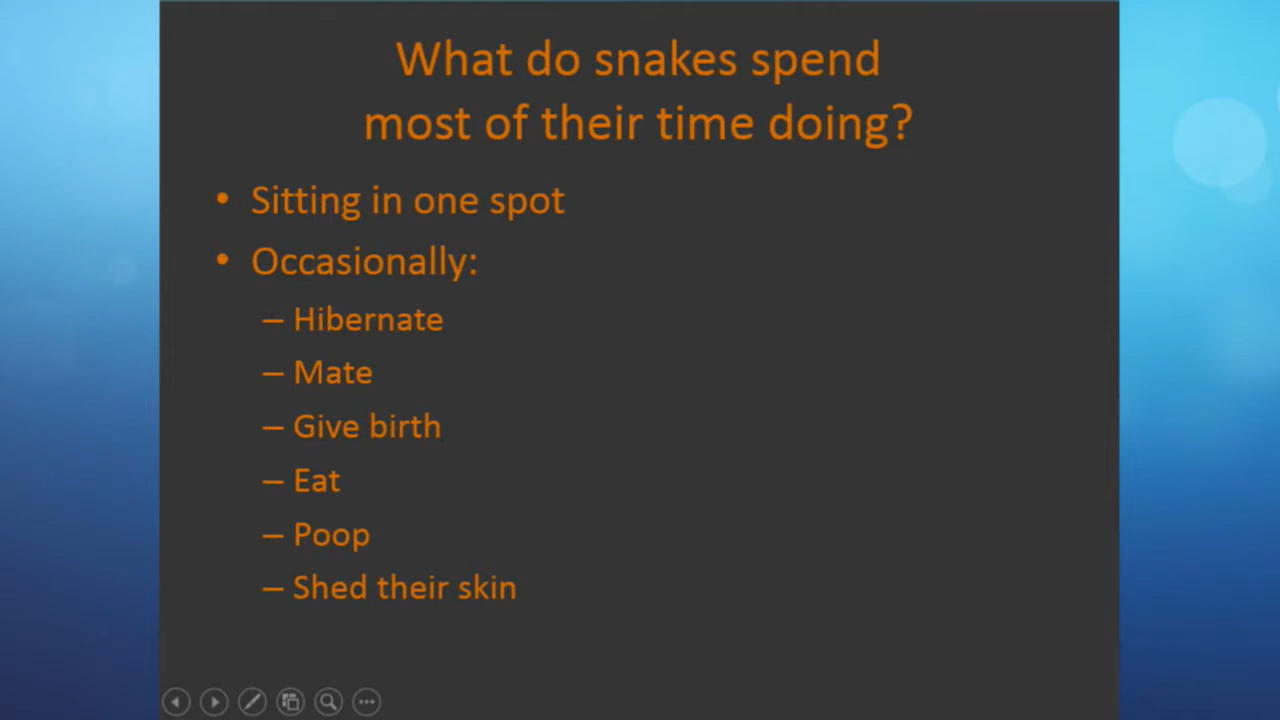 What do snakes spend
most of their time doing?
• Sitting in one spot
• Occasionally:
– Hibernate
– Mate
– Give birth
– Eat
– Poop
– Shed their skin